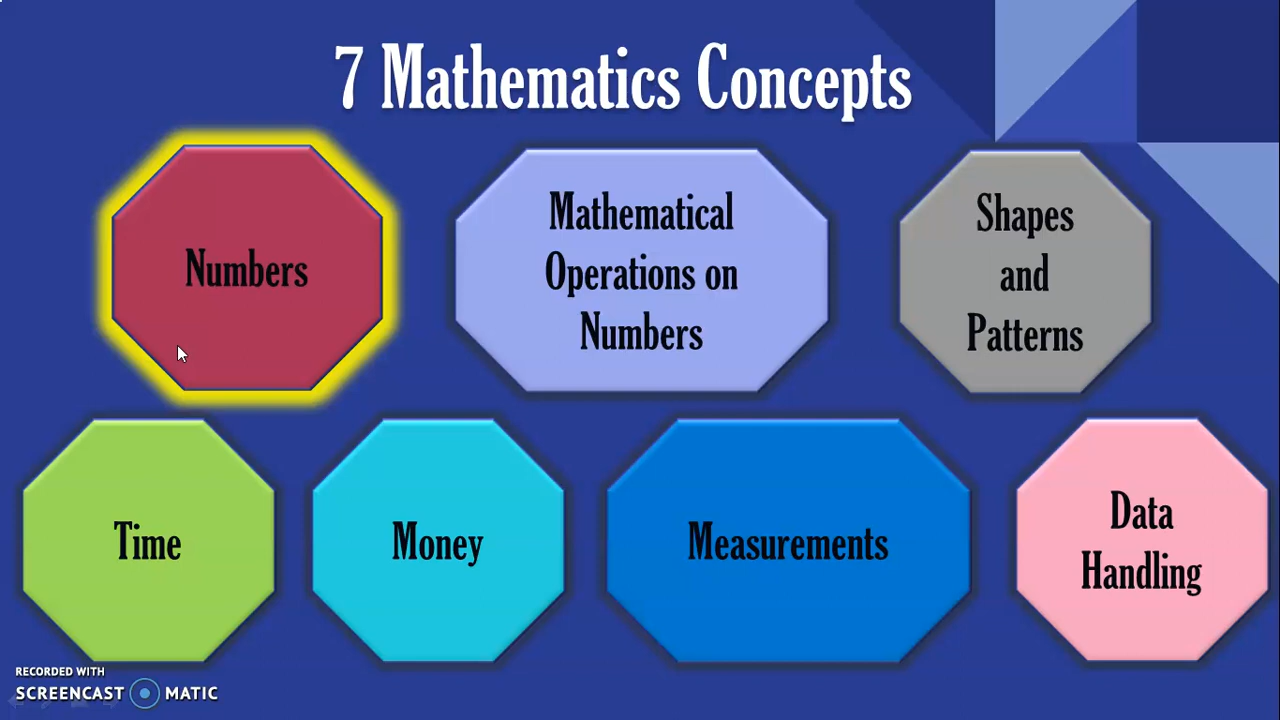 7 Mathematics Concepts
Numbers
Mathematical
Operations on
Numbers
Shapes
and
Patterns
Time
Money
Measurements
Data
Handling
RECORDED WITH
SCREENCAST MATIC